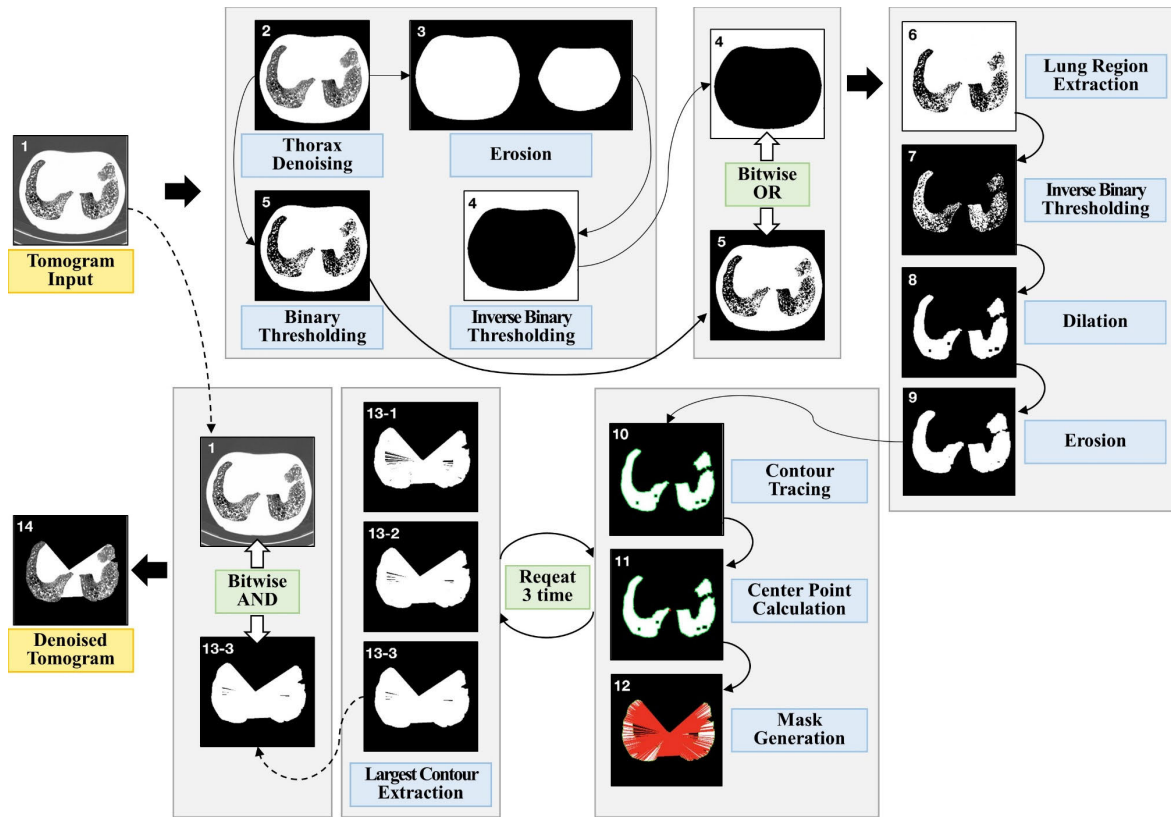 1
Tomogram
Input
2
Thorax
Denoising
3
Erosion
5
Binary
Thresholding
4
Inverse Binary
Thresholding
4
Bitwise
OR
5
6
Lung Region
Extraction
7
Inverse Binary
Thresholding
8
Dilation
9
Erosion
10
Contour
Tracing
11
Center Point
Calculation
12
Mask
Generation
Reqeat
3 time
13-1
13-2
13-3
Largest Contour
Extraction
1
Bitwise
AND
13-3
14
Denoised
Tomogram